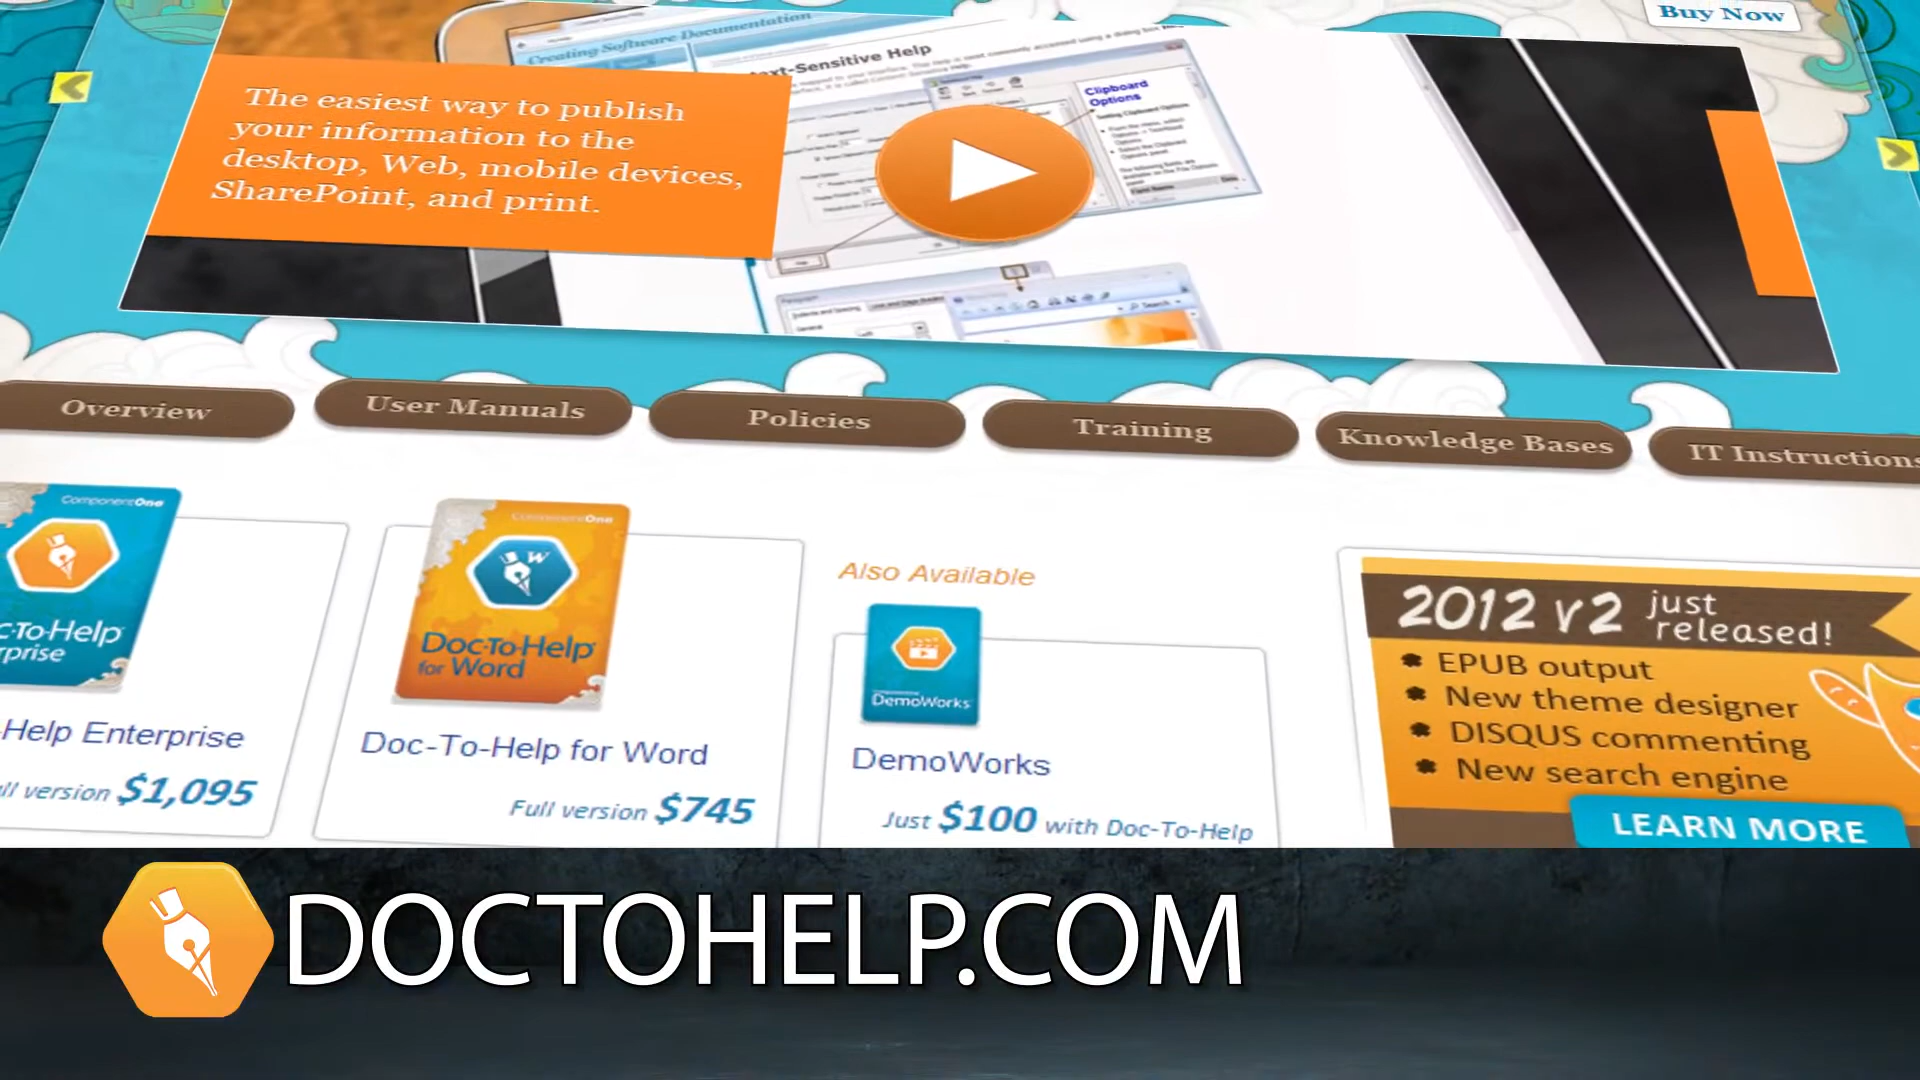 Buy Now
Creating Software Documentation
text-Sensitive Help
Clipboard
Options
The easiest way to publish
your information to the
desktop, Web, mobile devices,
SharePoint, and print.
Search
Overview
User Manuals
Policies
Training
Knowledge Bases
IT Instructions
ComponentOne
c-To-Help
rprise
-Help Enterprise
ll version $1,095
ComponentOne
W
Doc-To-Help
for Word
Doc-To-Help for Word
Full version $745
Also Available
DemoWorks
DemoWorks
Just $100 with Doc-To-Help
2012 v2 just released!
EPUB output
New theme designer
DISQUS commenting
New search engine
LEARN MORE
DOCTOHELP.COM